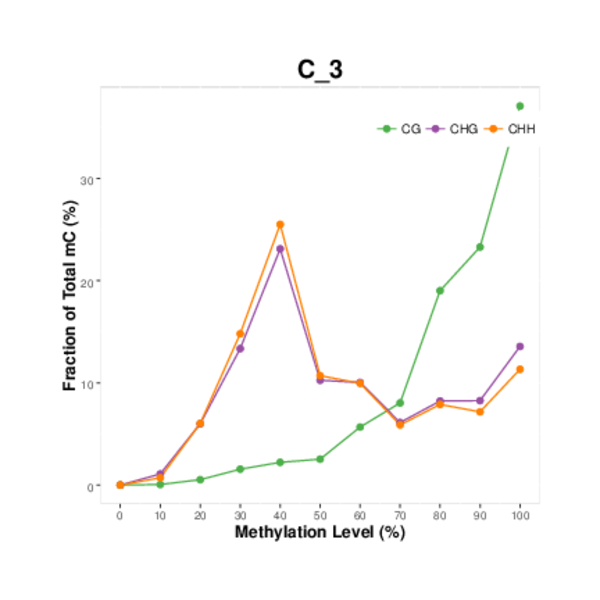 C_3
CG CHG CHH
Fraction of Total mC (%)
30
20
10
0
0 10 20 30 40 50 60 70 80 90 100
Methylation Level (%)